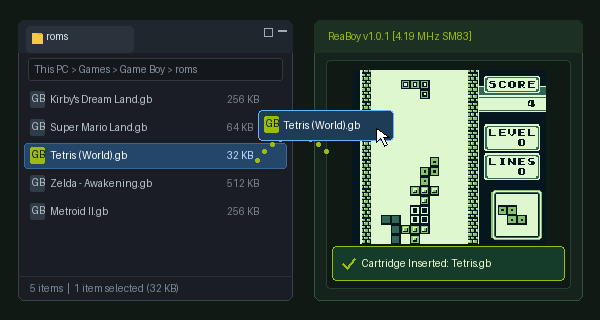 roms
This PC > Games > Game Boy > roms
GB Kirby's Dream Land.gb 256 KB
GB Super Mario Land.gb 64 KB
GB Tetris (World).gb 32 KB
GB Zelda - Awakening.gb 512 KB
GB Metroid II.gb 256 KB
5 items | 1 item selected (32 KB)
GB Tetris (World).gb
ReaBoy v1.0.1 [4.19 MHz SM83]
SCORE
4
LEVEL
0
LINES
0
Cartridge Inserted: Tetris.gb